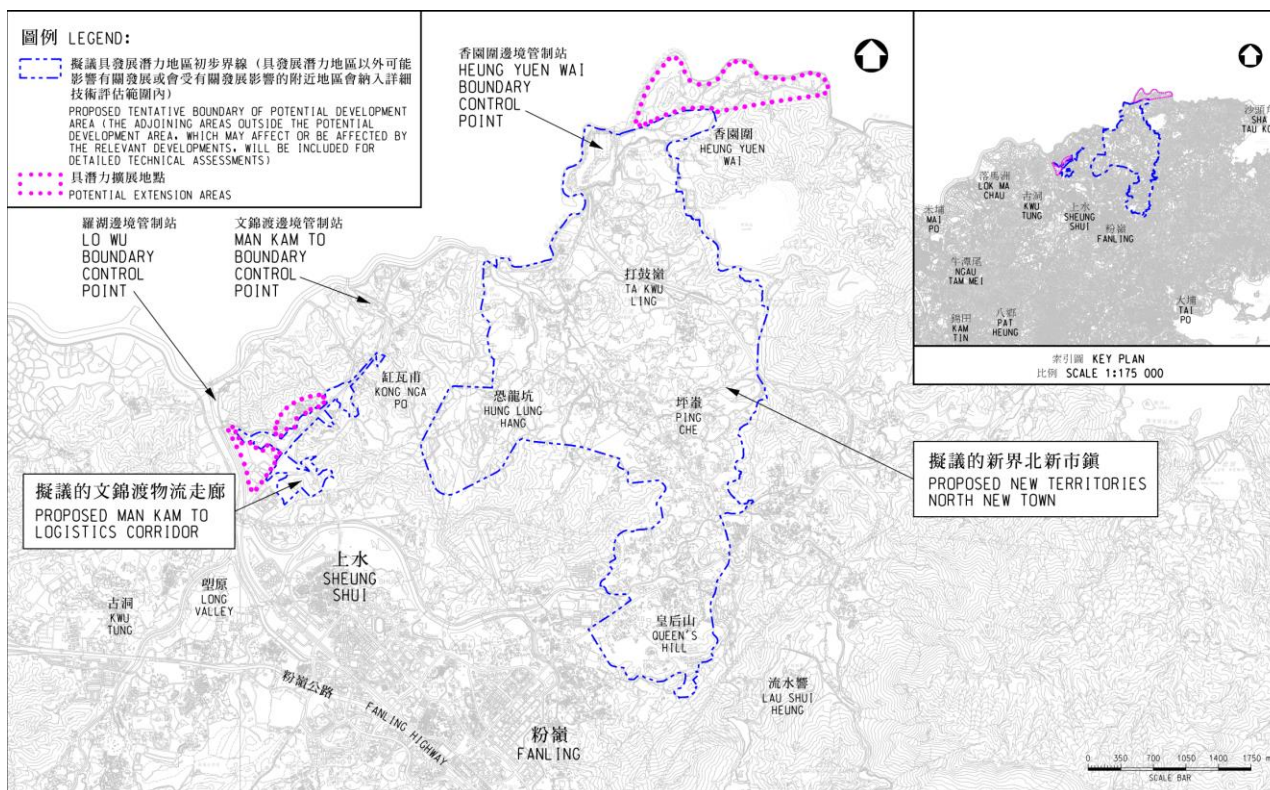 圖例 LEGEND:
擬議具發展潛力地區初步界線 (具發展潛力地區以外可能
影響有關發展或會受有關發展影響的附近地區會納入詳細
技術評估範圍內)
PROPOSED TENTATIVE BOUNDARY OF POTENTIAL DEVELOPMENT
AREA (THE ADJOINING AREAS OUTSIDE THE POTENTIAL
DEVELOPMENT AREA, WHICH MAY AFFECT OR BE AFFECTED BY
THE RELEVANT DEVELOPMENTS, WILL BE INCLUDED FOR
DETAILED TECHNICAL ASSESSMENTS)
具潛力擴展地點
POTENTIAL EXTENSION AREAS
香園圍邊境管制站
HEUNG YUEN WAI
BOUNDARY
CONTROL
POINT
香園圍
HEUNG YUEN
WAI
羅湖邊境管制站
LO WU
BOUNDARY
CONTROL
POINT
文錦渡邊境管制站
MAN KAM TO
BOUNDARY
CONTROL
POINT
打鼓嶺
TA KWU
LING
缸瓦甫
KONG NGA
PO
恐龍坑
HUNG LUNG
HANG
坪輋
PING
CHE
擬議的文錦渡物流走廊
PROPOSED MAN KAM TO
LOGISTICS CORRIDOR
擬議的新界北新市鎮
PROPOSED NEW TERRITORIES
NORTH NEW TOWN
上水
SHEUNG
SHUI
塱原
LONG
VALLEY
古洞
KWU
TUNG
皇后山
QUEEN'S
HILL
流水響
LAU SHUI
HEUNG
粉嶺公路
FANLING HIGHWAY
粉嶺
FANLING
沙頭角
SHA
TAU KO
落馬洲
LOK MA
CHAU
古洞
KWU
TUNG
上水
SHEUNG
SHUI
粉嶺
FANLING
米埔
MAI
PO
牛潭尾
NGAU
TAM MEI
錦田
KAM
TIN
八鄉
PAT
HEUNG
大埔
TAI
PO
索引圖 KEY PLAN
比例 SCALE 1:175 000
0 350 700 1050 1400 1750 m
SCALE BAR